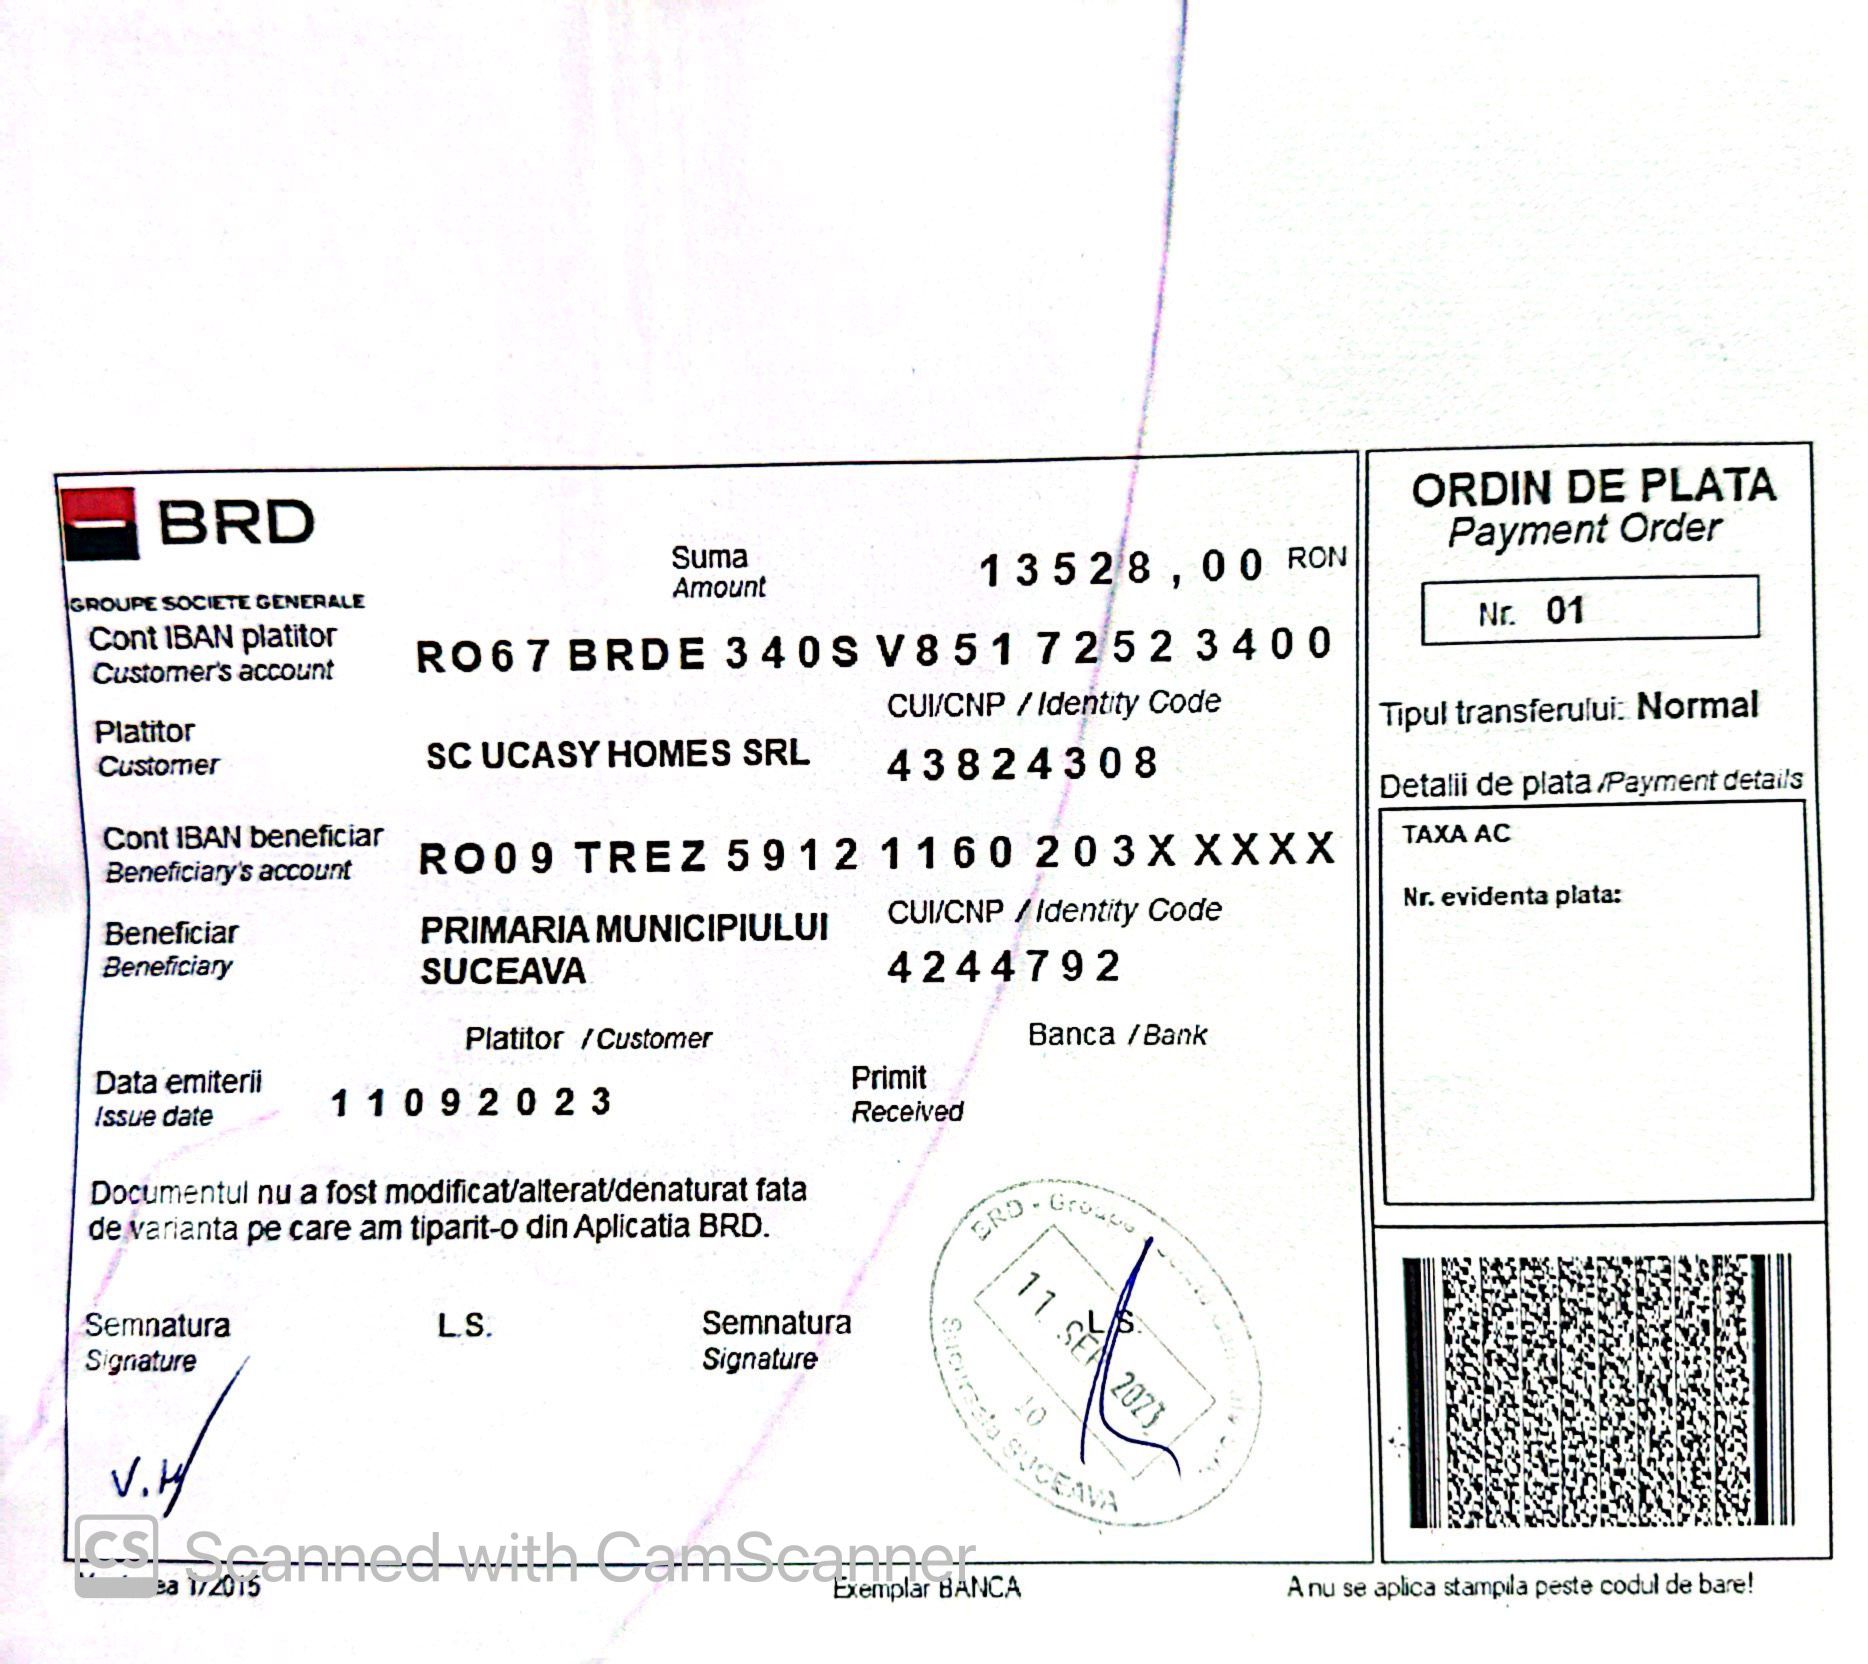 BRD
GROUPE SOCIETE GENERALE
Suma
Amount
13528,00 RON
Cont IBAN platitor
Customer's account
RO67 BRDE 340S V851 7252 3400
Platitor
Customer
SC UCASY HOMES SRL
CUI/CNP / Identity Code
43824308
Cont IBAN beneficiar
Beneficiary's account
RO09 TREZ 5912 1160 203X XXXX
Beneficiar
Beneficiary
PRIMARIA MUNICIPIULUI
SUCEAVA
CUI/CNP / Identity Code
4244792
Platitor / Customer
Banca / Bank
Data emiterii
Issue date
11092023
Primit
Received
Documentul nu a fost modificat/alterat/denaturat fata
de varianta pe care am tiparit-o din Aplicatia BRD.
Semnatura
Signature
L.S.
Semnatura
Signature
L.S.
V.H
BRD - Groupe
11. SEP. 2023
10
SUCEAVA
ORDIN DE PLATA
Payment Order
Nr. 01
Tipul transferului: Normal
Detalii de plata /Payment details
TAXA AC
Nr. evidenta plata:
CS Scanned with CamScanner
1/2015
Exemplar BANCA
A nu se aplica stampila peste codul de bare!